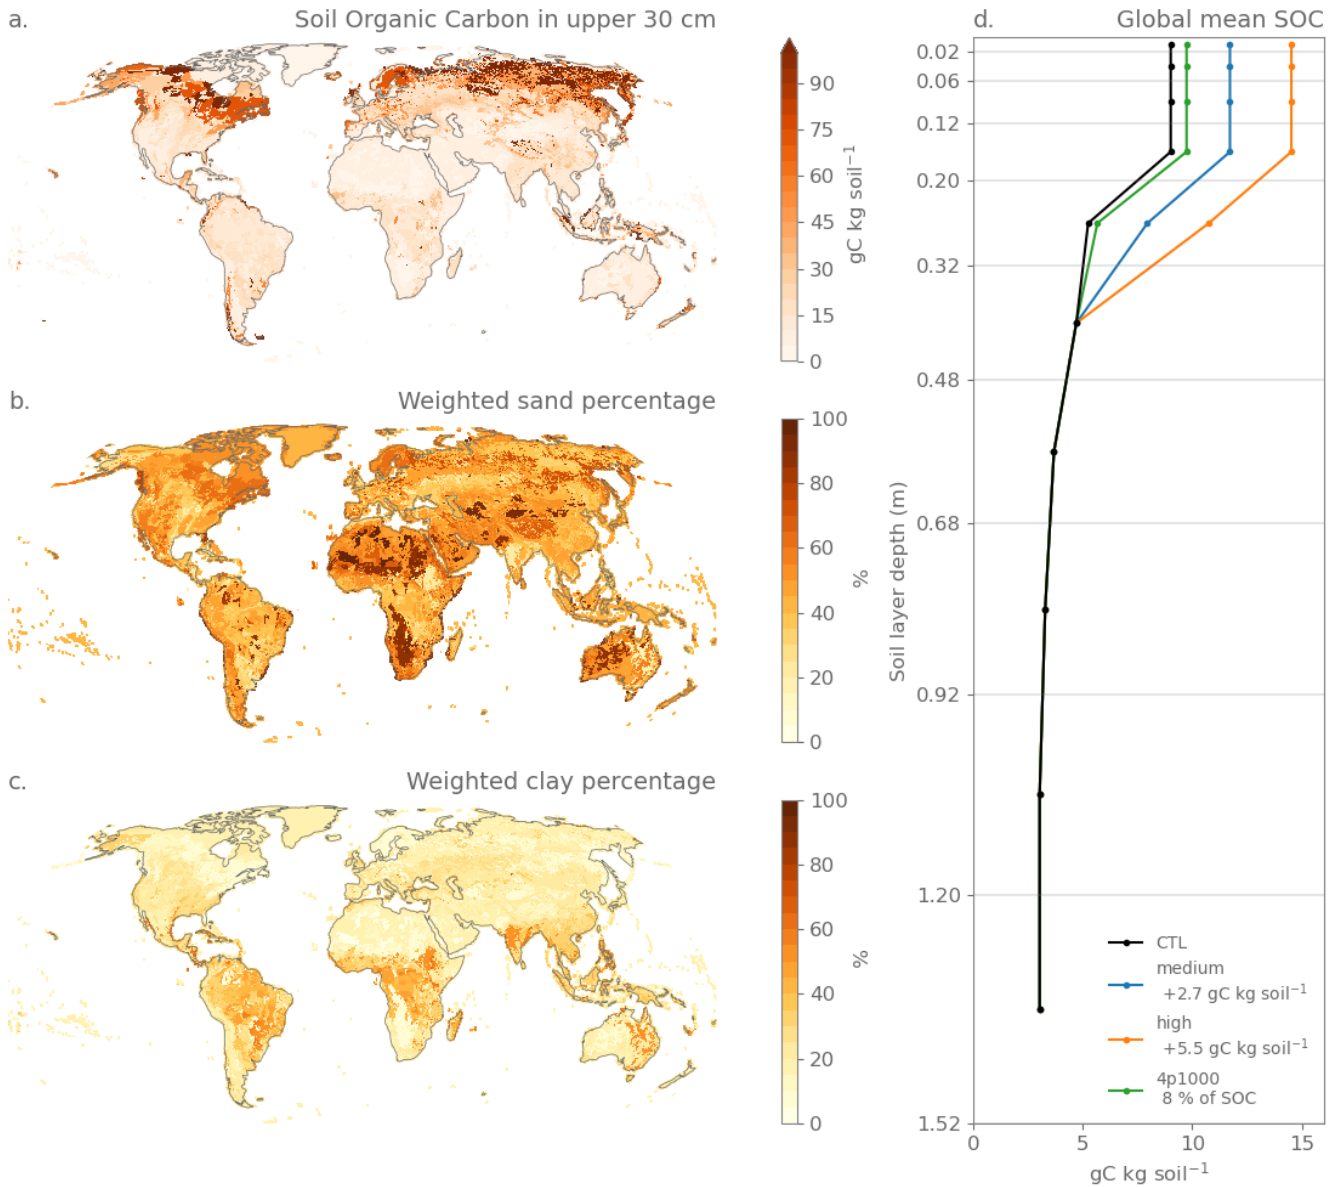 a.
Soil Organic Carbon in upper 30 cm
90
75
60
45
30
15
0
gC kg soil⁻¹
b.
Weighted sand percentage
100
80
60
40
20
0
%
c.
Weighted clay percentage
100
80
60
40
20
0
%
d.
Global mean SOC
0.02
0.06
0.12
0.20
0.32
0.48
0.68
0.92
1.20
1.52
Soil layer depth (m)
CTL
medium
+2.7 gC kg soil⁻¹
high
+5.5 gC kg soil⁻¹
4p1000
8 % of SOC
0
5
10
15
gC kg soil⁻¹